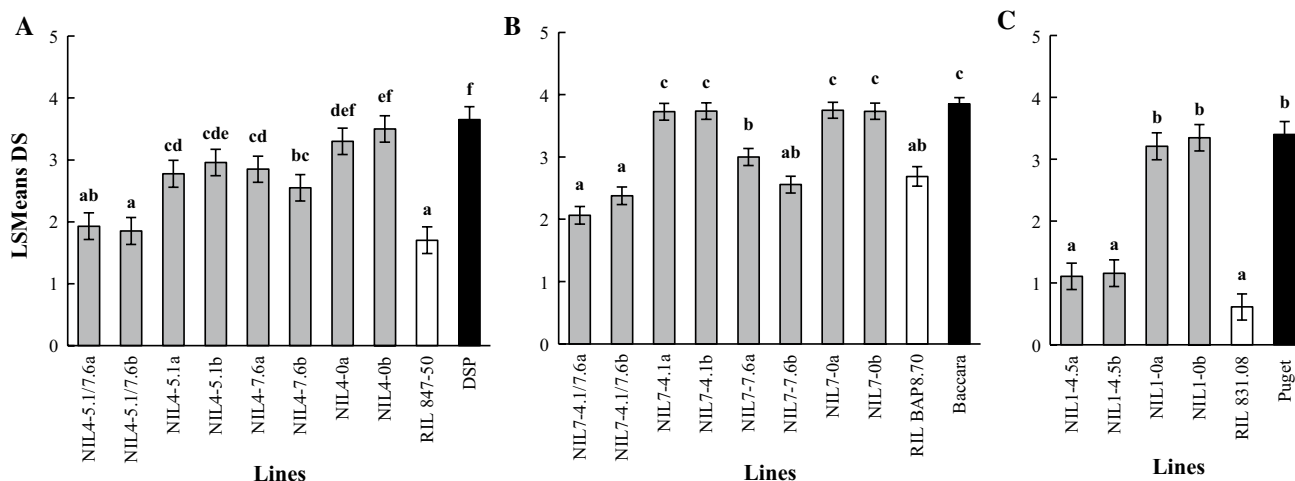 A
LSMeans DS
5
4
3
2
1
0
ab
a
cd
cde
cd
bc
def
ef
a
f
NIL4-5.1/7.6a
NIL4-5.1/7.6b
NIL4-5.1a
NIL4-5.1b
NIL4-7.6a
NIL4-7.6b
NIL4-0a
NIL4-0b
RIL 847-50
DSP
Lines
B
5
4
3
2
1
0
a
a
c
c
b
ab
c
c
ab
c
NIL7-4.1/7.6a
NIL7-4.1/7.6b
NIL7-4.1a
NIL7-4.1b
NIL7-7.6a
NIL7-7.6b
NIL7-0a
NIL7-0b
RIL BAP8.70
Baccara
Lines
C
5
4
3
2
1
0
a
a
b
b
a
b
NIL1-4.5a
NIL1-4.5b
NIL1-0a
NIL1-0b
RIL 831.08
Puget
Lines